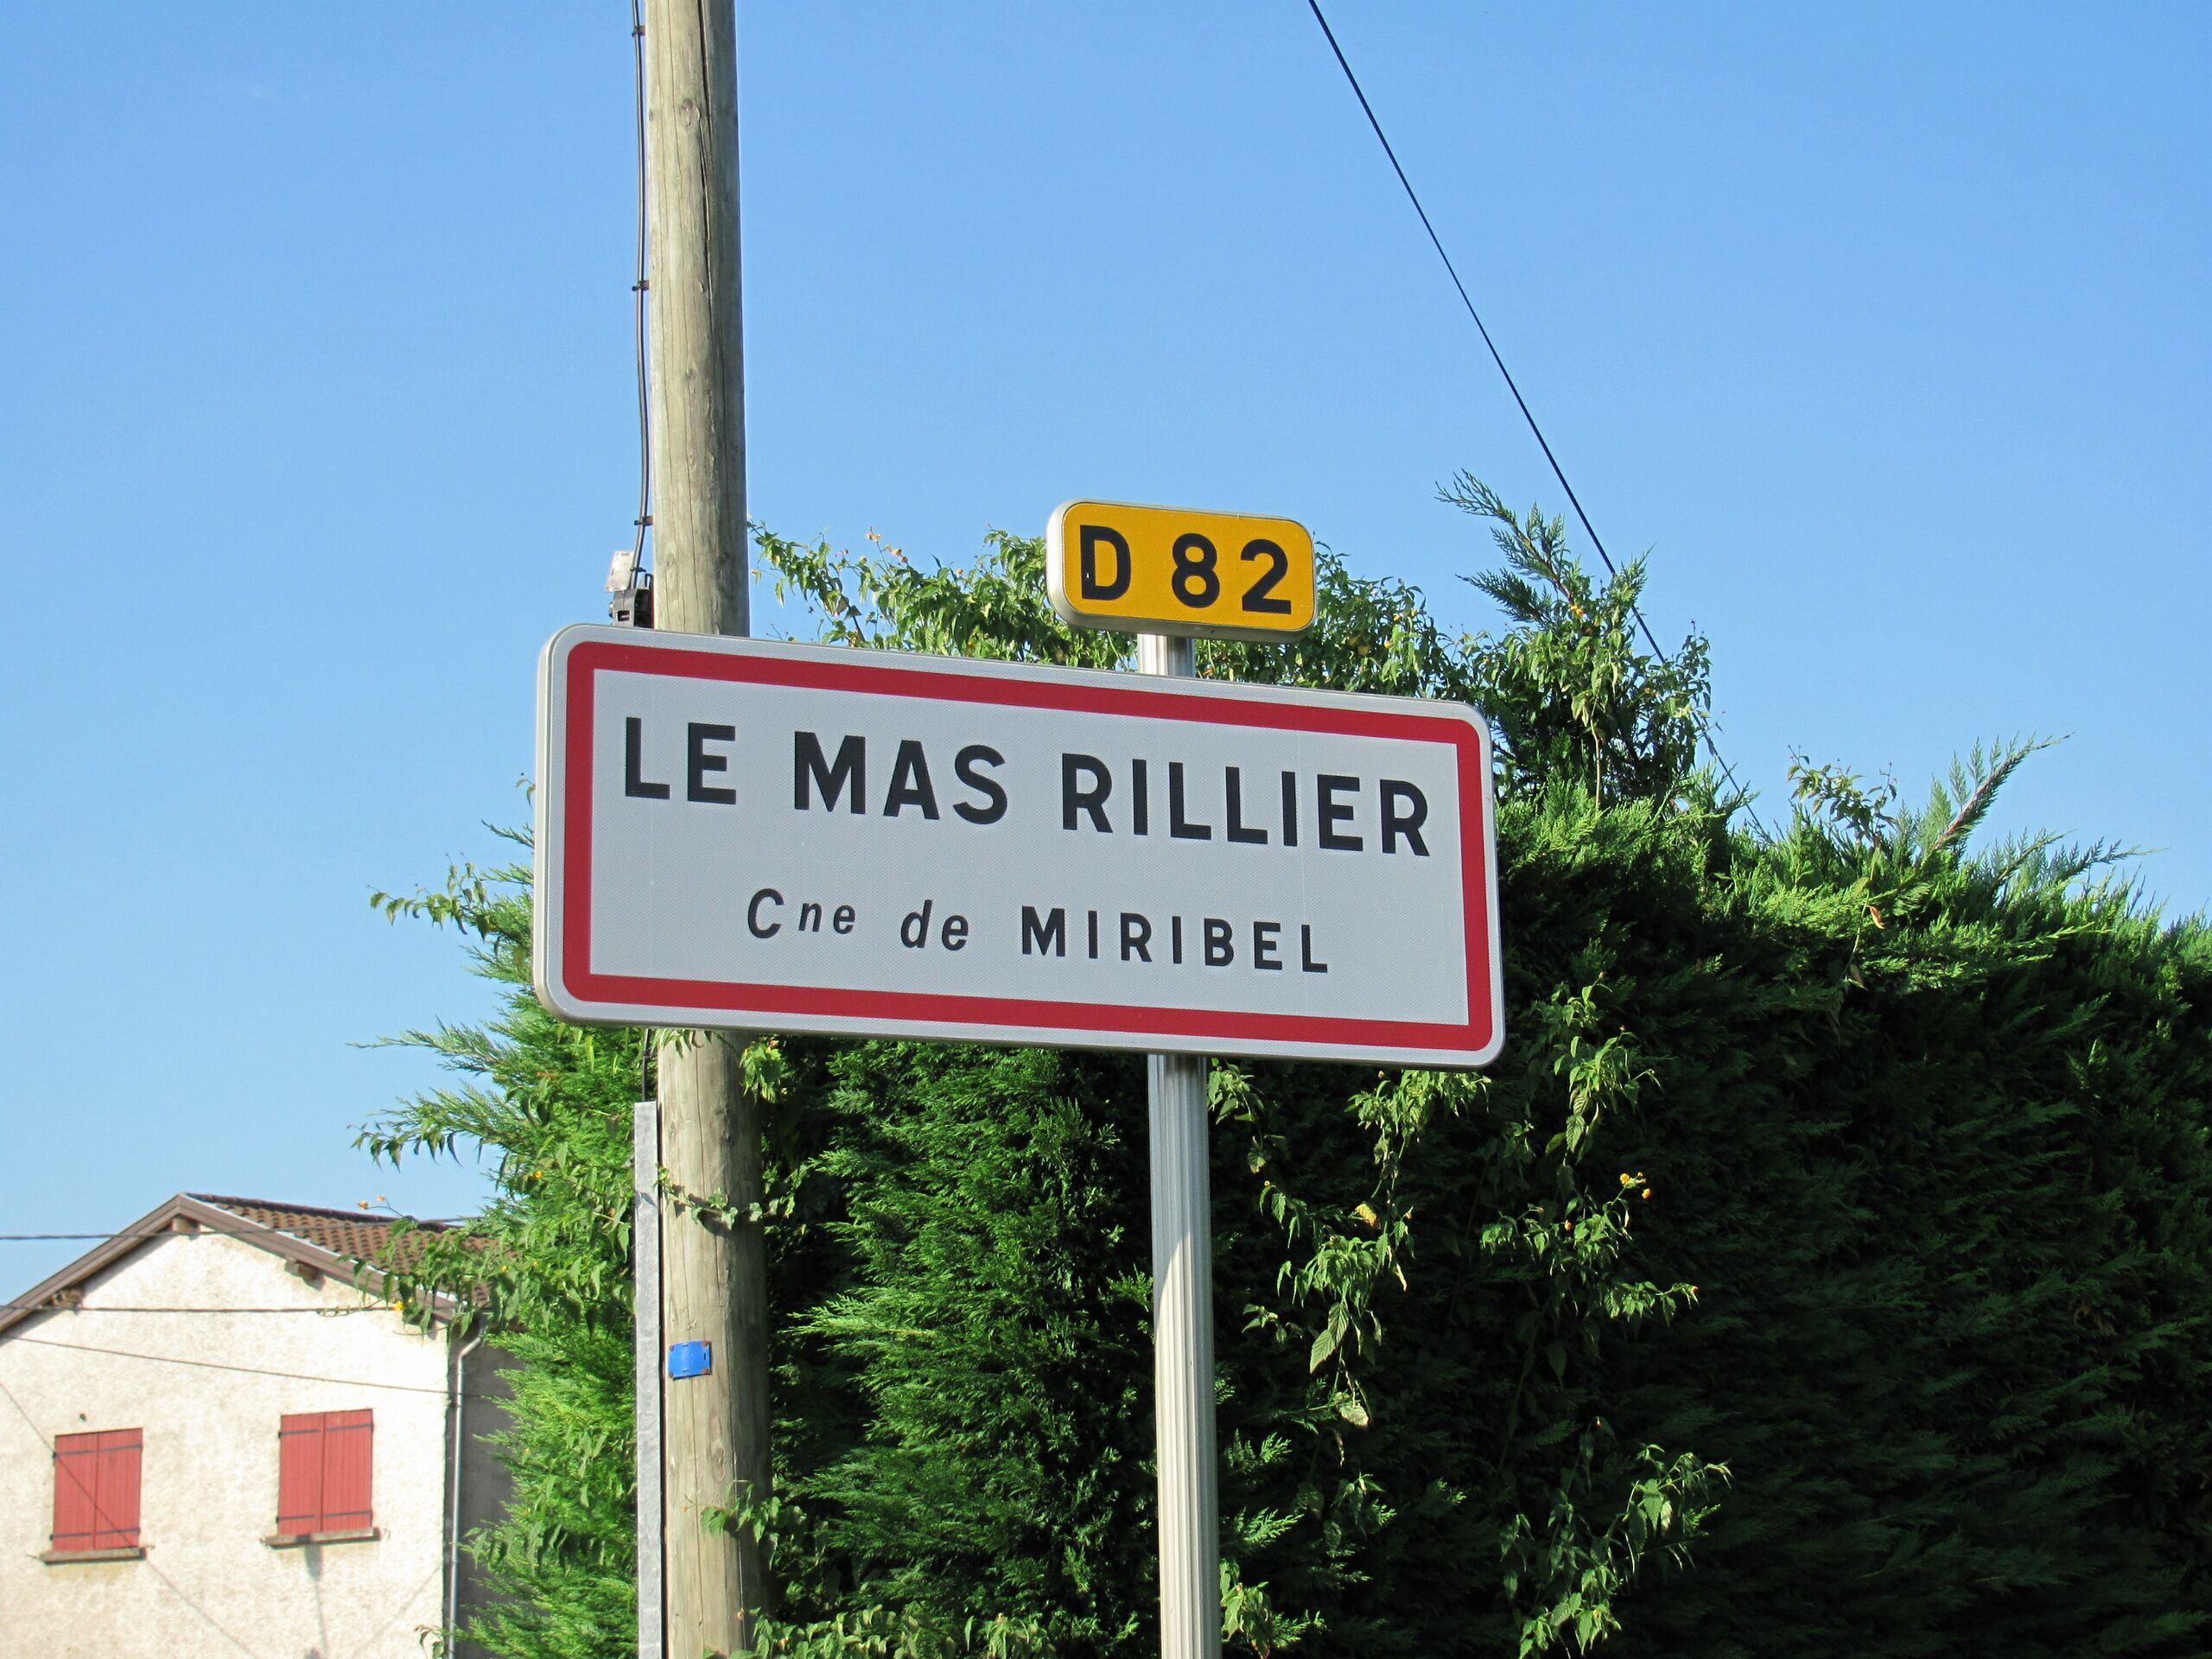 D 82
LE MAS RILLIER
Cne de MIRIBEL